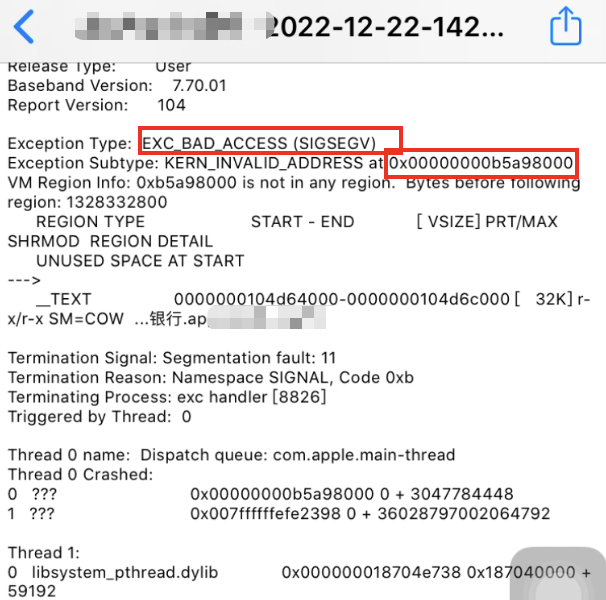 2022-12-22-142...
Release Type: User
Baseband Version: 7.70.01
Report Version: 104
Exception Type: EXC_BAD_ACCESS (SIGSEGV)
Exception Subtype: KERN_INVALID_ADDRESS at 0x00000000b5a98000
VM Region Info: 0xb5a98000 is not in any region. Bytes before following
region: 1328332800
REGION TYPE START - END [ VSIZE] PRT/MAX
SHRMOD REGION DETAIL
UNUSED SPACE AT START
--->
__TEXT 0000000104d64000-0000000104d6c000 [ 32K] r-
x/r-x SM=COW ...银行.ap
Termination Signal: Segmentation fault: 11
Termination Reason: Namespace SIGNAL, Code 0xb
Terminating Process: exc handler [8826]
Triggered by Thread: 0
Thread 0 name: Dispatch queue: com.apple.main-thread
Thread 0 Crashed:
0 ??? 0x00000000b5a98000 0 + 3047784448
1 ??? 0x007ffffffefe2398 0 + 36028797002064792
Thread 1:
0 libsystem_pthread.dylib 0x000000018704e738 0x187040000 +
59192